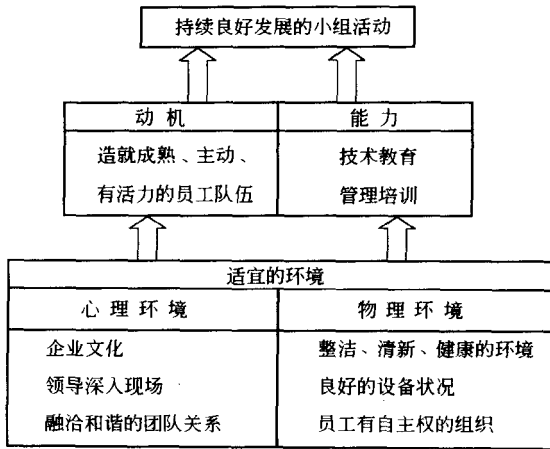 持续良好发展的小组活动
动机
能力
造就成熟、主动、
有活力的员工队伍
技术教育
管理培训
适宜的环境
心理环境
物理环境
企业文化
领导深入现场
融洽和谐的团队关系
整洁、清新、健康的环境
良好的设备状况
员工有自主权的组织